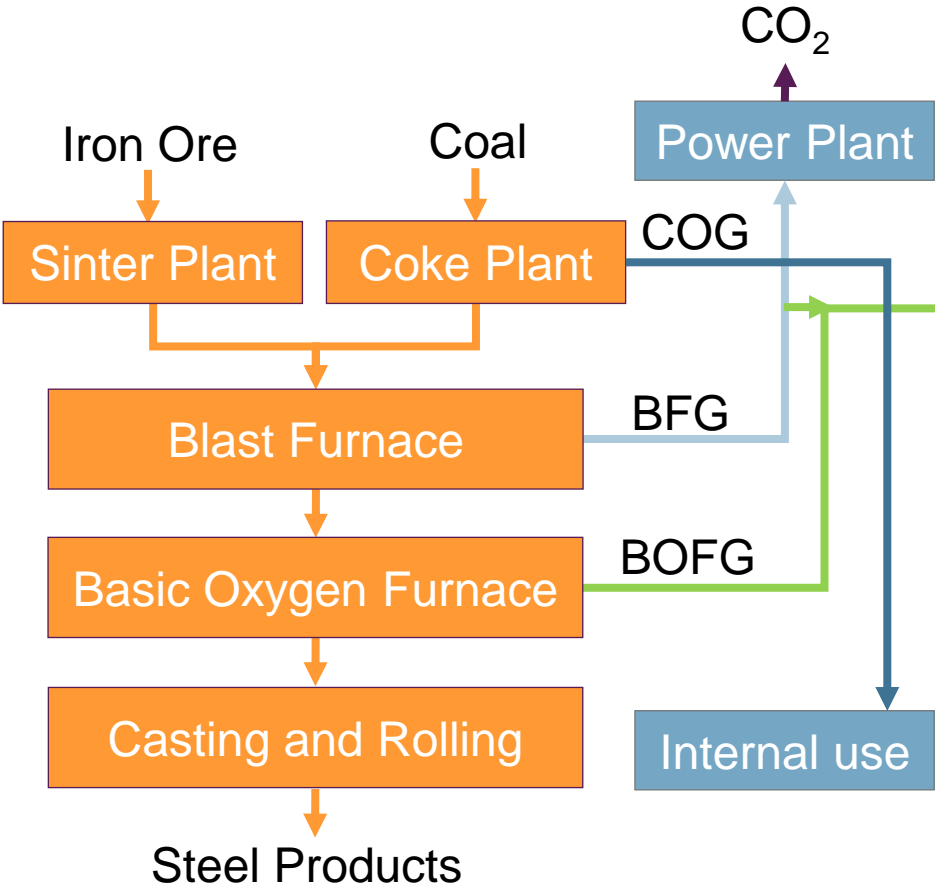 CO₂
Iron Ore
Coal
Power Plant
Sinter Plant
Coke Plant
COG
Blast Furnace
BFG
Basic Oxygen Furnace
BOFG
Casting and Rolling
Internal use
Steel Products